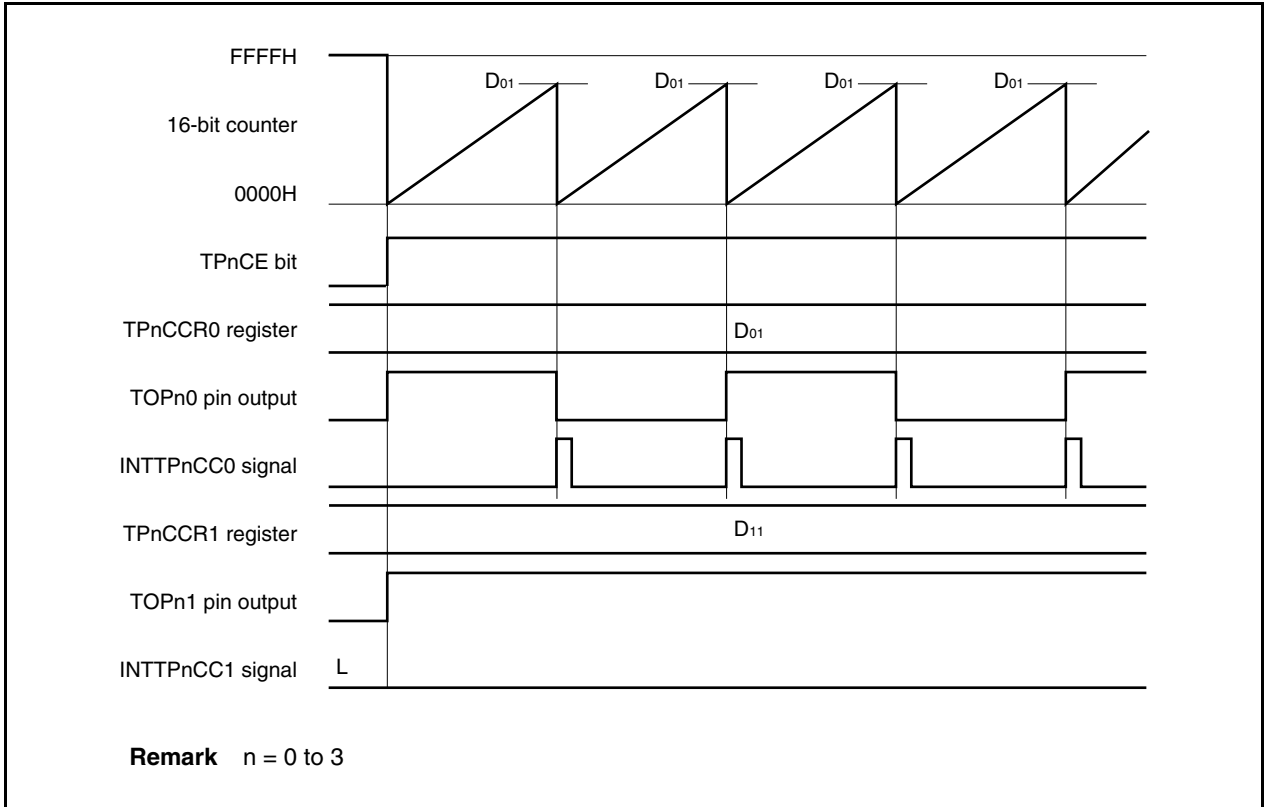 FFFFH
D01 D01 D01 D01
16-bit counter
0000H
TPnCE bit
TPnCCR0 register
D01
TOPn0 pin output
INTTPnCC0 signal
TPnCCR1 register
D11
TOPn1 pin output
INTTPnCC1 signal
L
Remark n = 0 to 3